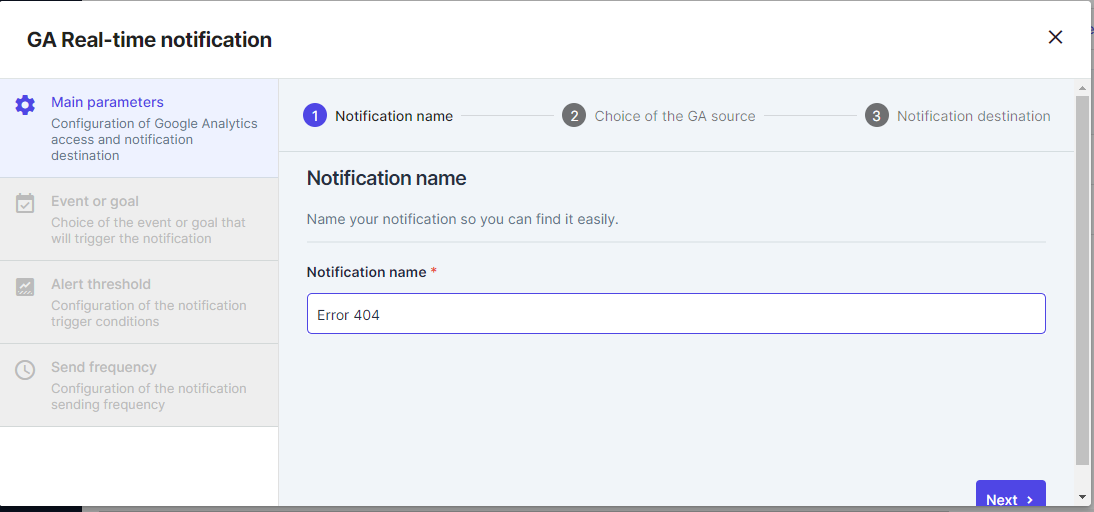 GA Real-time notification
Main parameters
Configuration of Google Analytics
access and notification
destination
Event or goal
Choice of the event or goal that
will trigger the notification
Alert threshold
Configuration of the notification
trigger conditions
Send frequency
Configuration of the notification
sending frequency
1 Notification name 2 Choice of the GA source 3 Notification destination
Notification name
Name your notification so you can find it easily.
Notification name *
Error 404
Next